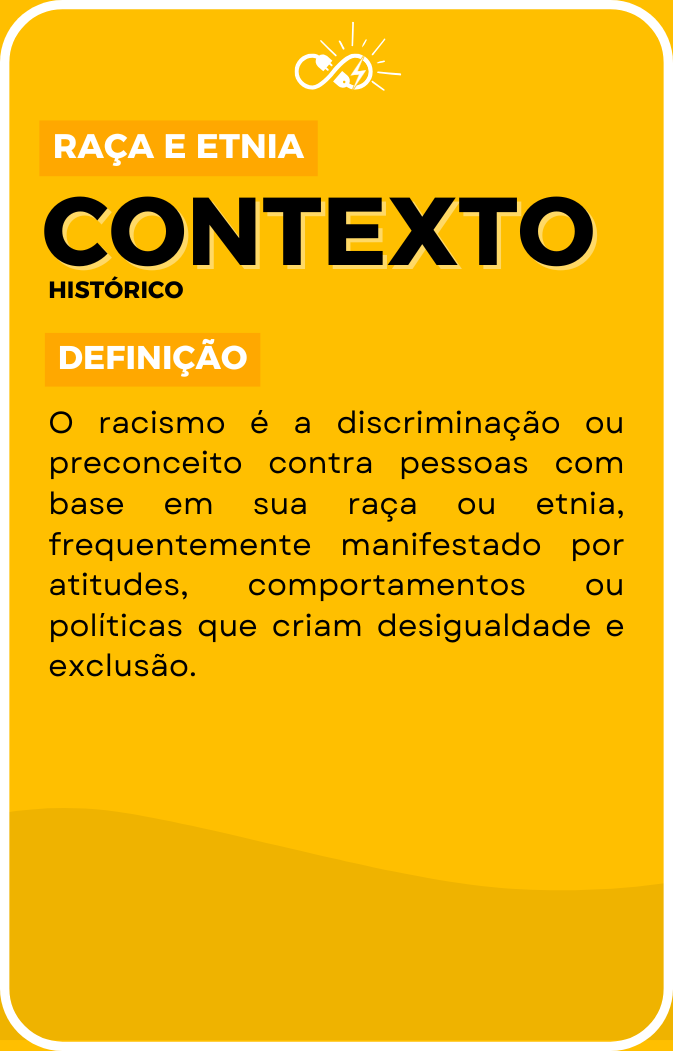 RAÇA E ETNIA
CONTEXTO
HISTÓRICO
DEFINIÇÃO
O racismo é a discriminação ou
preconceito contra pessoas com
base em sua raça ou etnia,
frequentemente manifestado por
atitudes, comportamentos ou
políticas que criam desigualdade e
exclusão.